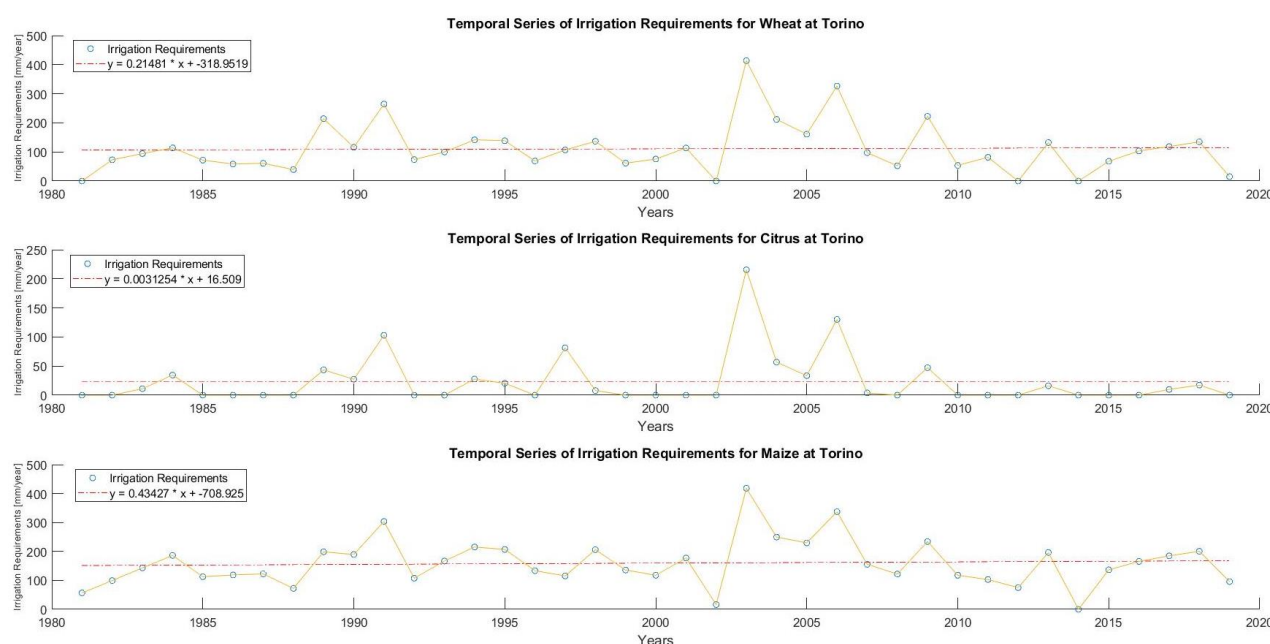 Temporal Series of Irrigation Requirements for Wheat at Torino
Irrigation Requirements [mm/year]
500
400
300
200
100
0
Irrigation Requirements
y = 0.21481 * x + -318.9519
1980 1985 1990 1995 2000 2005 2010 2015 2020
Years
Temporal Series of Irrigation Requirements for Citrus at Torino
Irrigation Requirements [mm/year]
250
200
150
100
50
0
Irrigation Requirements
y = 0.0031254 * x + 16.509
1980 1985 1990 1995 2000 2005 2010 2015 2020
Years
Temporal Series of Irrigation Requirements for Maize at Torino
Irrigation Requirements [mm/year]
500
400
300
200
100
0
Irrigation Requirements
y = 0.43427 * x + -708.925
1980 1985 1990 1995 2000 2005 2010 2015 2020
Years